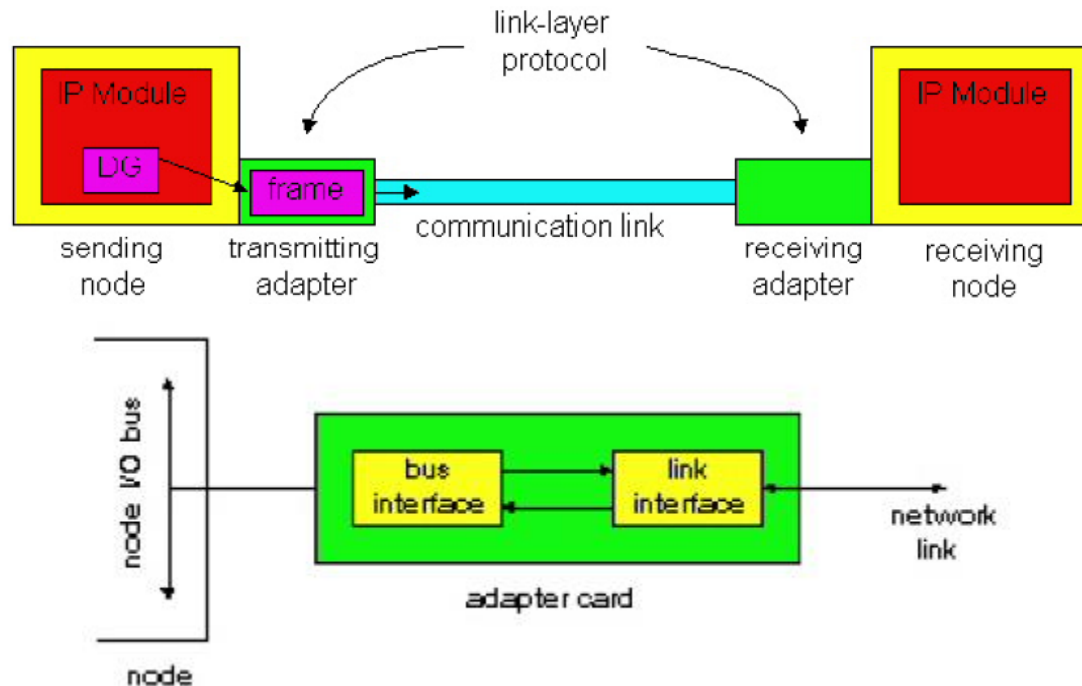 link-layer
protocol
IP Module
IP Module
DG
frame
communication link
sending
node
transmitting
adapter
receiving
adapter
receiving
node
node I/O bus
bus
interface
link
interface
network
link
adapter card
node